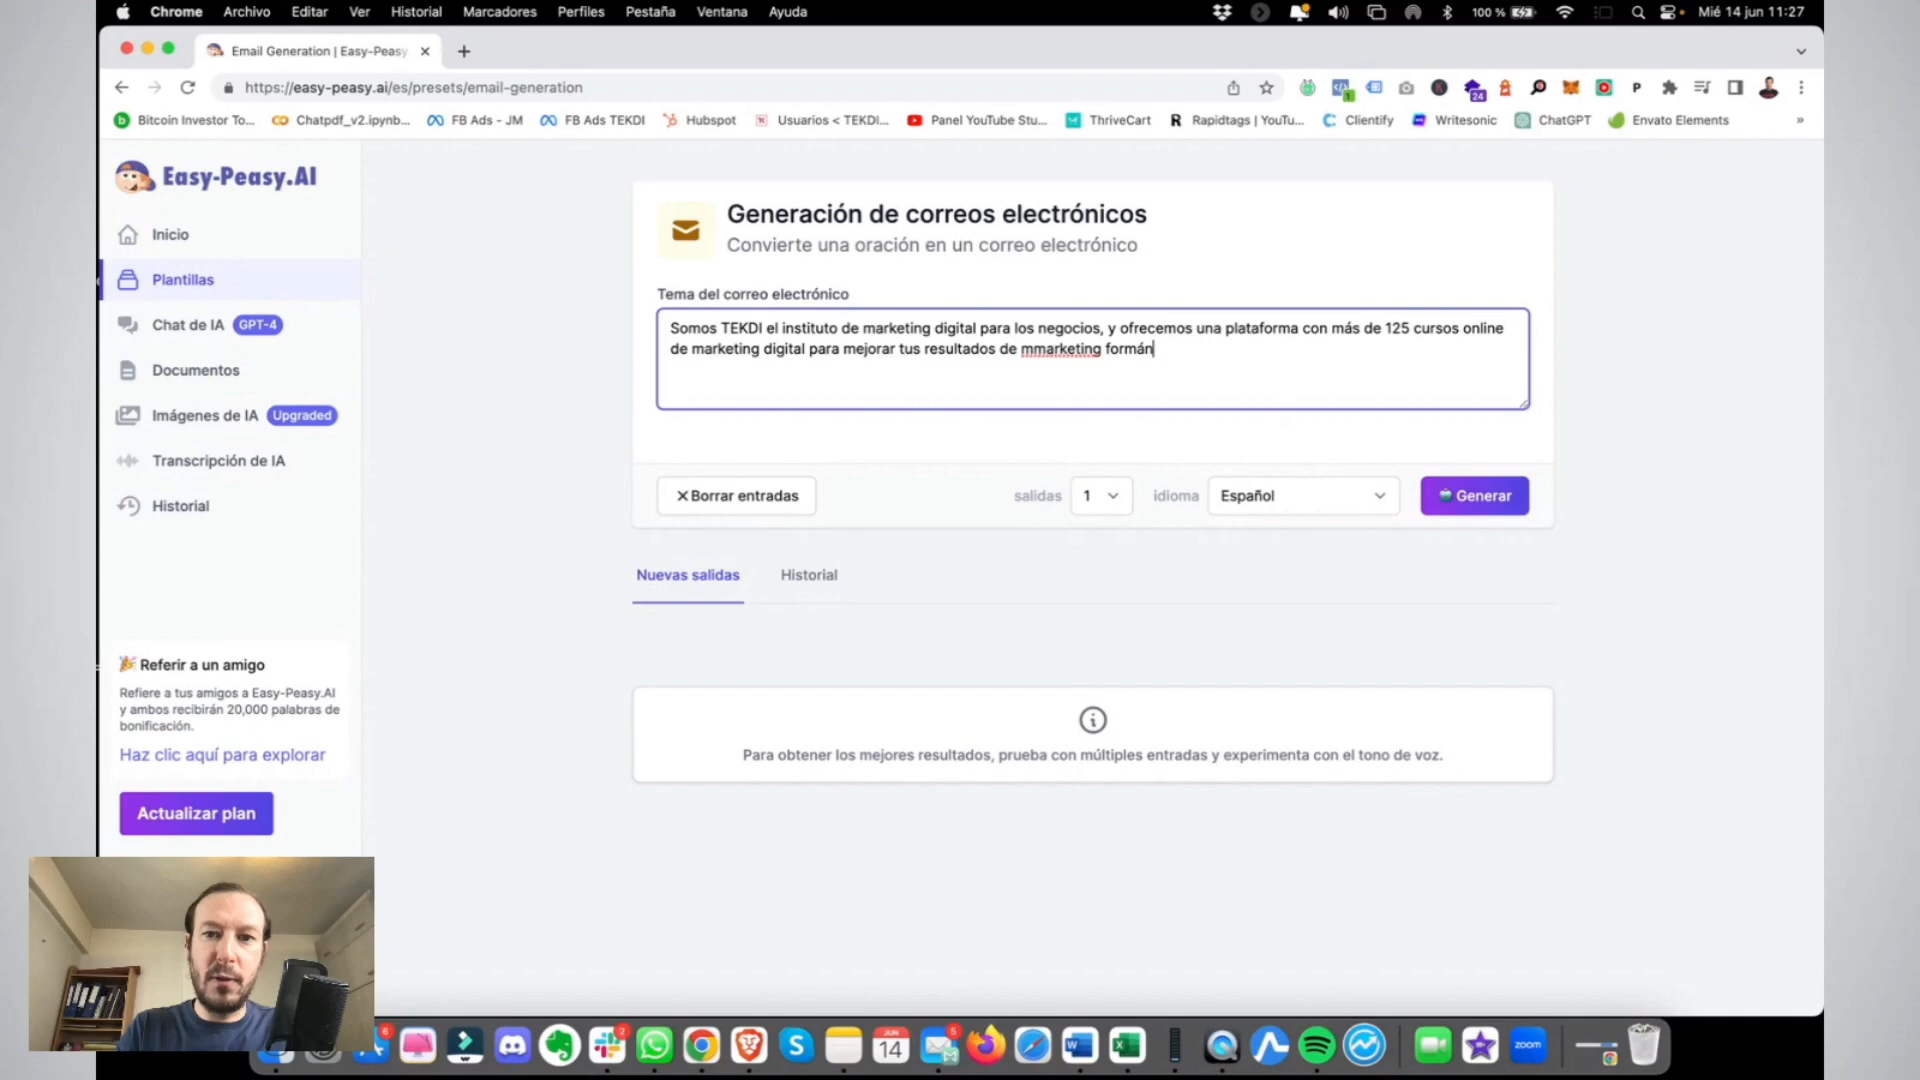 Chrome Archivo Editar Ver Historial Marcadores Perfiles Pestaña Ventana Ayuda 100 % Mié 14 jun 11:27
Email Generation | Easy-Peasy
https://easy-peasy.ai/es/presets/email-generation
1
24
P
Bitcoin Investor To... Chatpdf_v2.ipynb... FB Ads - JM FB Ads TEKDI Hubspot Usuarios < TEKDI... Panel YouTube Stu... ThriveCart Rapidtags | YouTu... Clientify Writesonic ChatGPT Envato Elements »
Easy-Peasy.AI
Inicio
Plantillas
Chat de IA GPT-4
Documentos
Imágenes de IA Upgraded
Transcripción de IA
Historial
🎉 Referir a un amigo
Refiere a tus amigos a Easy-Peasy.AI
y ambos recibirán 20,000 palabras de
bonificación.
Haz clic aquí para explorar
Actualizar plan
Generación de correos electrónicos
Convierte una oración en un correo electrónico
Tema del correo electrónico
Somos TEKDI el instituto de marketing digital para los negocios, y ofrecemos una plataforma con más de 125 cursos online
de marketing digital para mejorar tus resultados de mmarketing formán
✕Borrar entradas salidas 1 idioma Español Generar
Nuevas salidas Historial
Para obtener los mejores resultados, prueba con múltiples entradas y experimenta con el tono de voz.
6
2
JUN
14
5
zoom